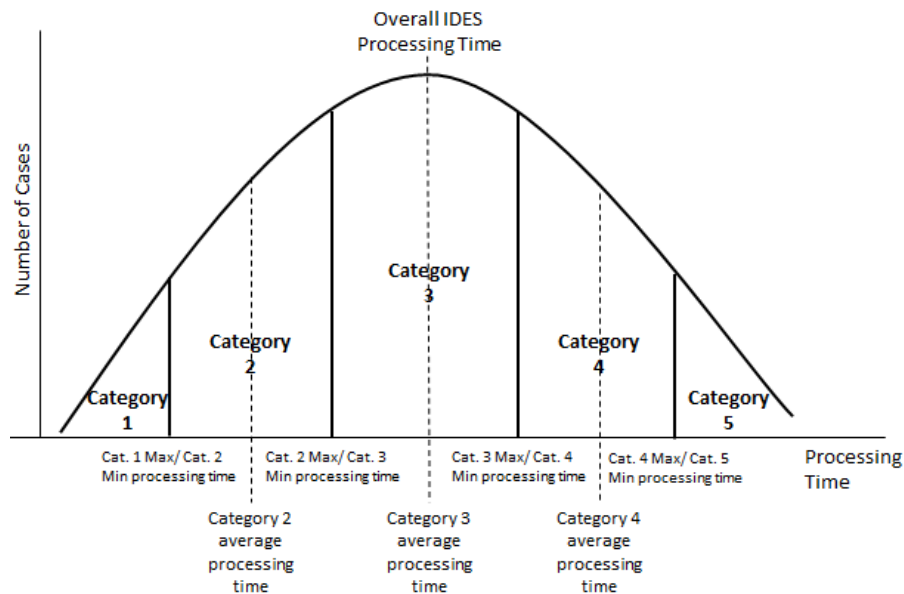 Overall IDES
Processing Time
Number of Cases
Category
1
Category
2
Category
3
Category
4
Category
5
Cat. 1 Max/ Cat. 2
Min processing time
Cat. 2 Max/ Cat. 3
Min processing time
Cat. 3 Max/ Cat. 4
Min processing time
Cat. 4 Max/ Cat. 5
Min processing time
Processing
Time
Category 2
average
processing
time
Category 3
average
processing
time
Category 4
average
processing
time